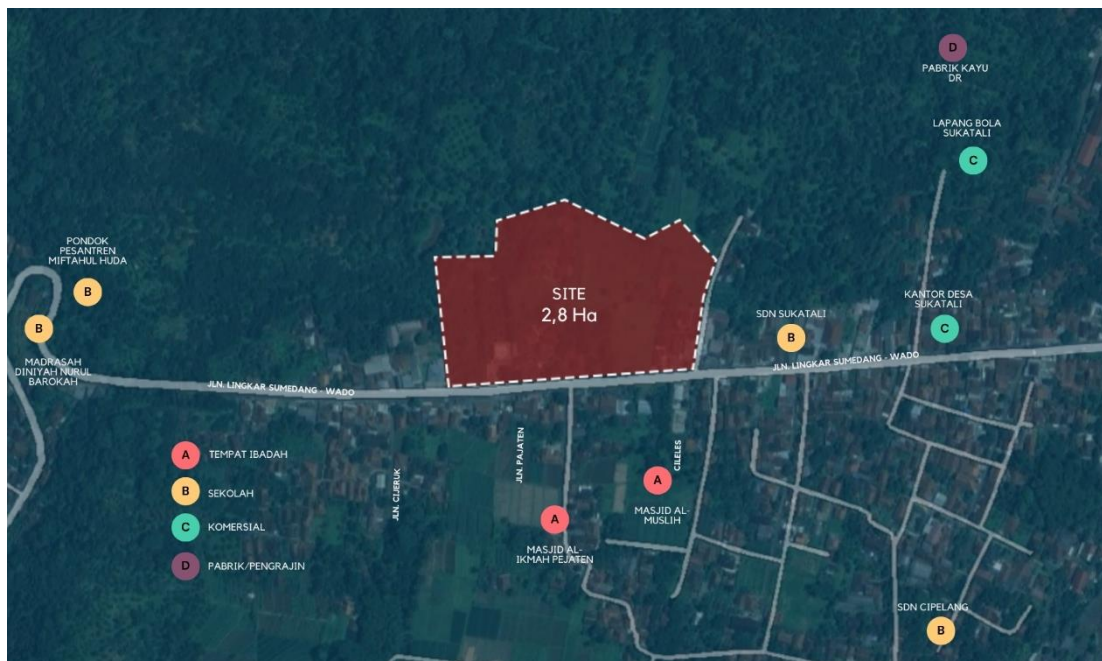 D
PABRIK KAYU
DR
LAPANG BOLA
SUKATALI
C
PONDOK
PESANTREN
MIFTAHUL HUDA
B
B
MADRASAH
DINIYAH NURUL
BAROKAH
SITE
2,8 Ha
KANTOR DESA
SUKATALI
C
SDN SUKATALI
B
JLN. LINGKAR SUMEDANG - WADO
JLN. LINGKAR SUMEDANG - WADO
A TEMPAT IBADAH
B SEKOLAH
C KOMERSIAL
D PABRIK/PENGRAJIN
JLN. CIJERUK
JLN. PAJATEN
CILELES
A
MASJID AL-
MUSLIH
A
MASJID AL-
IKMAH PEJATEN
SDN CIPELANG
B